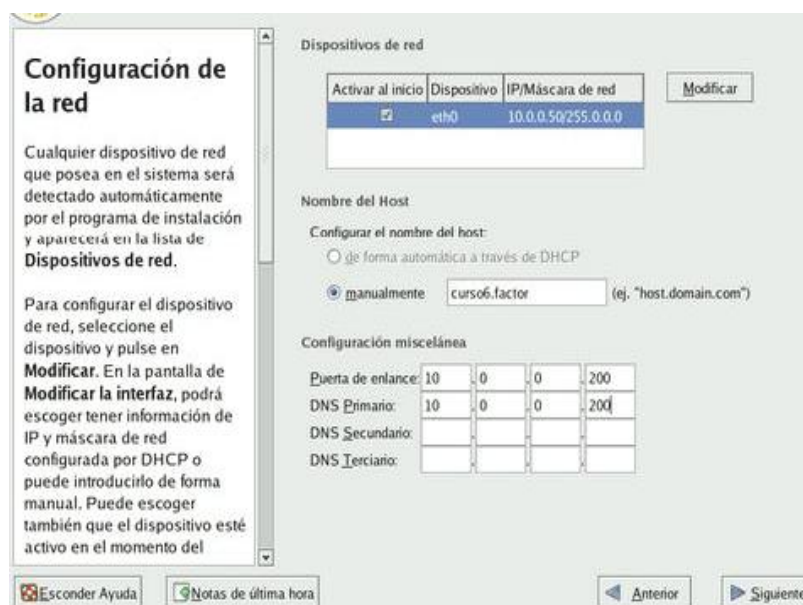 Configuración de
la red
Cualquier dispositivo de red
que posea en el sistema será
detectado automáticamente
por el programa de instalación
y aparecerá en la lista de
Dispositivos de red.
Para configurar el dispositivo
de red, seleccione el
dispositivo y pulse en
Modificar. En la pantalla de
Modificar la interfaz, podrá
escoger tener información de
IP y máscara de red
configurada por DHCP o
puede introducirlo de forma
manual. Puede escoger
también que el dispositivo esté
activo en el momento del
Dispositivos de red
Activar al inicio Dispositivo IP/Máscara de red
eth0 10.0.0.50/255.0.0.0
Modificar
Nombre del Host
Configurar el nombre del host:
de forma automática a través de DHCP
manualmente curso6.factor (ej. "host.domain.com")
Configuración miscelánea
Puerta de enlance: 10 . 0 . 0 . 200
DNS Primario: 10 . 0 . 0 . 200
DNS Secundario: . . .
DNS Terciario: . . .
Esconder Ayuda Notas de última hora Anterior Siguiente